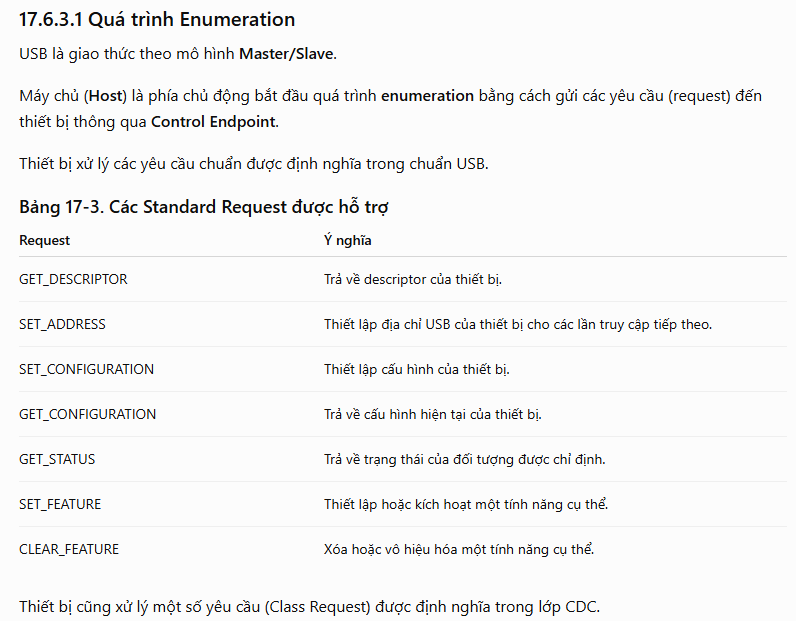 17.6.3.1 Quá trình Enumeration
USB là giao thức theo mô hình Master/Slave.
Máy chủ (Host) là phía chủ động bắt đầu quá trình enumeration bằng cách gửi các yêu cầu (request) đến
thiết bị thông qua Control Endpoint.
Thiết bị xử lý các yêu cầu chuẩn được định nghĩa trong chuẩn USB.
Bảng 17-3. Các Standard Request được hỗ trợ
Request Ý nghĩa
GET_DESCRIPTOR Trả về descriptor của thiết bị.
SET_ADDRESS Thiết lập địa chỉ USB của thiết bị cho các lần truy cập tiếp theo.
SET_CONFIGURATION Thiết lập cấu hình của thiết bị.
GET_CONFIGURATION Trả về cấu hình hiện tại của thiết bị.
GET_STATUS Trả về trạng thái của đối tượng được chỉ định.
SET_FEATURE Thiết lập hoặc kích hoạt một tính năng cụ thể.
CLEAR_FEATURE Xóa hoặc vô hiệu hóa một tính năng cụ thể.
Thiết bị cũng xử lý một số yêu cầu (Class Request) được định nghĩa trong lớp CDC.